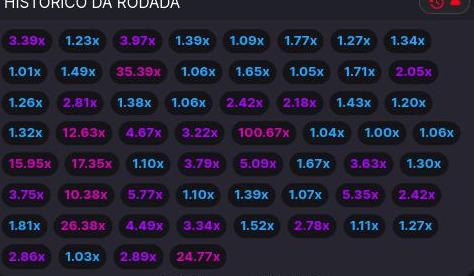 HISTÓRICO DA RODADA
3.39x 1.23x 3.97x 1.39x 1.09x 1.77x 1.27x 1.34x
1.01x 1.49x 35.39x 1.06x 1.65x 1.05x 1.71x 2.05x
1.26x 2.81x 1.38x 1.06x 2.42x 2.18x 1.43x 1.20x
1.32x 12.63x 4.67x 3.22x 100.67x 1.04x 1.00x 1.06x
15.95x 17.35x 1.10x 3.79x 5.09x 1.67x 3.63x 1.30x
3.75x 10.38x 5.77x 1.10x 1.39x 1.07x 5.35x 2.42x
1.81x 26.38x 4.49x 3.34x 1.52x 2.78x 1.11x 1.27x
2.86x 1.03x 2.89x 24.77x